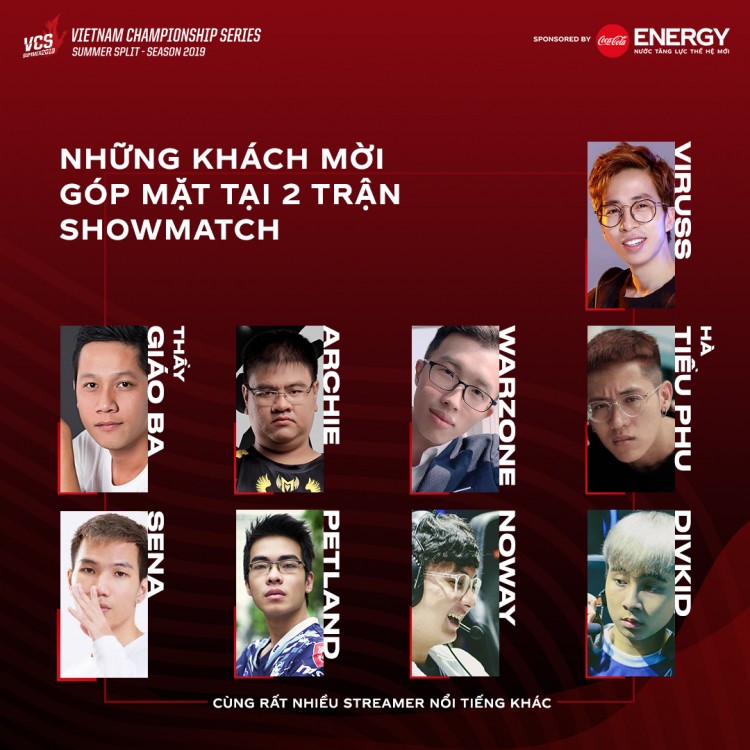 VCS
SUMMER2019
VIETNAM CHAMPIONSHIP SERIES
SUMMER SPLIT - SEASON 2019
SPONSORED BY
Coca-Cola
ENERGY
NƯỚC TĂNG LỰC THẾ HỆ MỚI
NHỮNG KHÁCH MỜI
GÓP MẶT TẠI 2 TRẬN
SHOWMATCH
VIRUSS
THẦY
GIÁO BA
ARCHIE
WARZONE
HÀ
TIỀU PHU
SENA
PETLAND
NOWAY
DIVKID
CÙNG RẤT NHIỀU STREAMER NỔI TIẾNG KHÁC